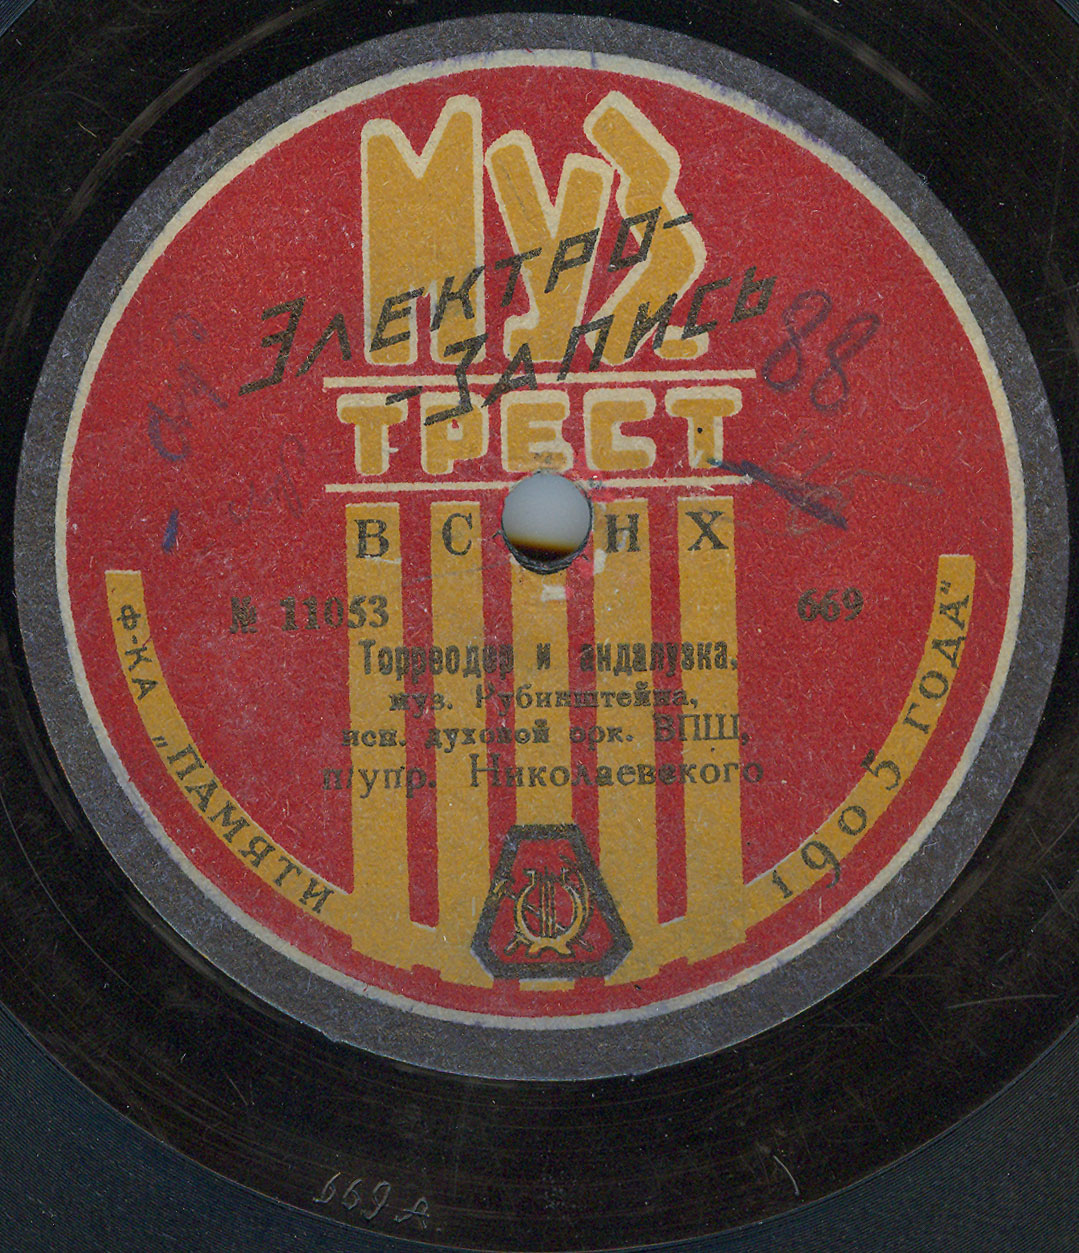 МУЗ
ЭЛЕКТРО-
-ЗАПИСЬ
88
ТРЕСТ
ВСНХ
№ 11053
669
Торреодор и андалузка.
муз. Рубинштейна,
исп. духовой орк. ВПШ,
п/упр. Николаевского
Ф-КА „ПАМЯТИ 1905 ГОДА“
669 А